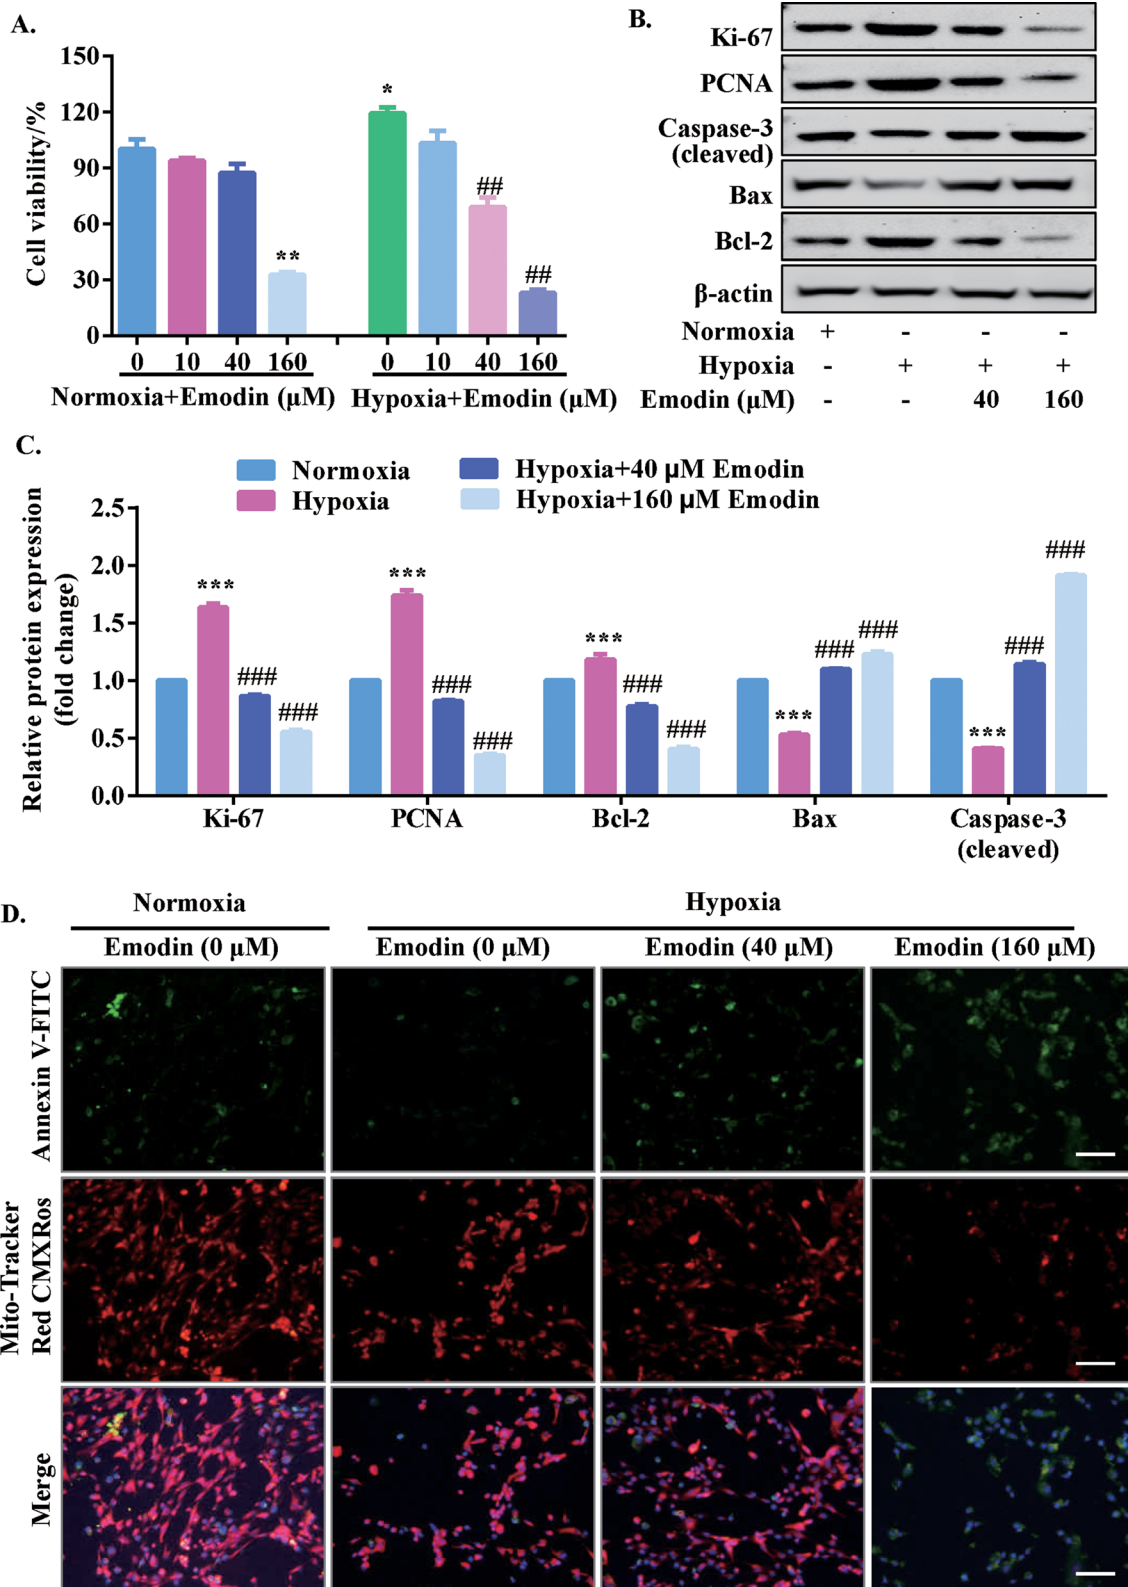 A.
Cell viability/%
150
120
90
60
30
0
*
**
##
##
0 10 40 160 0 10 40 160
Normoxia+Emodin (μM) Hypoxia+Emodin (μM)
B.
Ki-67
PCNA
Caspase-3
(cleaved)
Bax
Bcl-2
β-actin
Normoxia + - - -
Hypoxia - + + +
Emodin (μM) - - 40 160
C.
Normoxia
Hypoxia
Hypoxia+40 μM Emodin
Hypoxia+160 μM Emodin
Relative protein expression
(fold change)
2.5
2.0
1.5
1.0
0.5
0.0
*** ### ###
*** ### ###
*** ### ###
*** ### ###
*** ### ###
Ki-67 PCNA Bcl-2 Bax Caspase-3
(cleaved)
D.
Normoxia Hypoxia
Emodin (0 μM) Emodin (0 μM) Emodin (40 μM) Emodin (160 μM)
Annexin V-FITC
Mito-Tracker
Red CMXRos
Merge